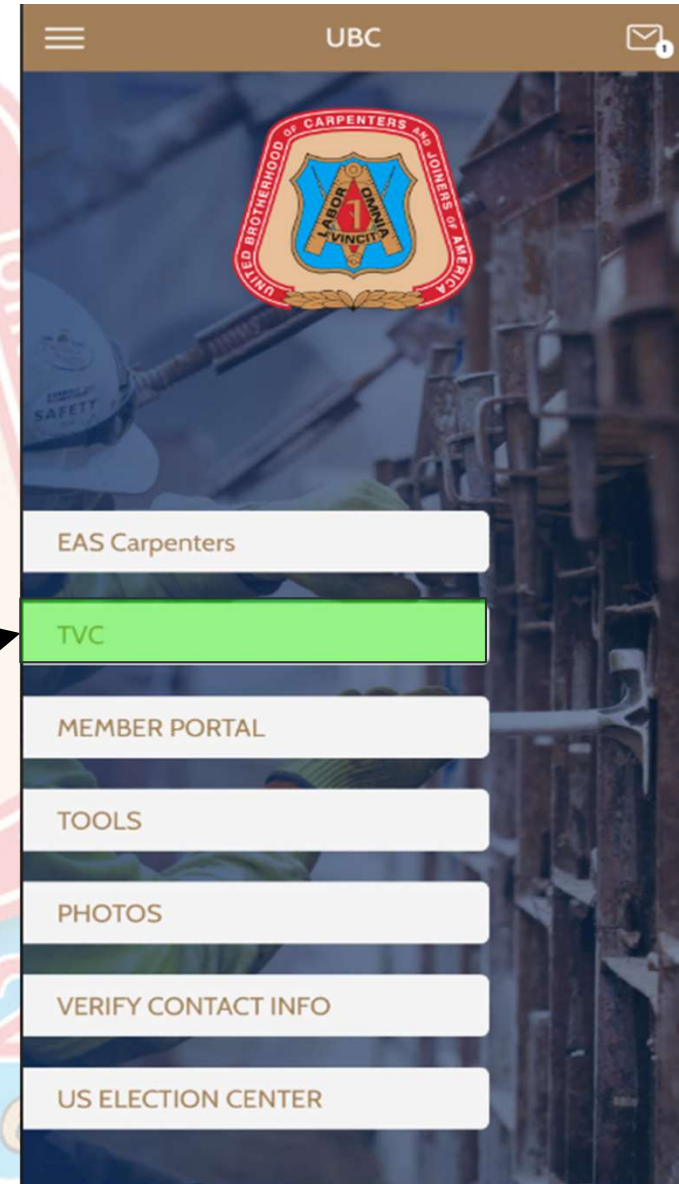 UBC
1
UNITED BROTHERHOOD OF CARPENTERS AND JOINERS OF AMERICA
LABOR OMNIA VINCIT
SAFETY
EAS Carpenters
TVC
MEMBER PORTAL
TOOLS
PHOTOS
VERIFY CONTACT INFO
US ELECTION CENTER